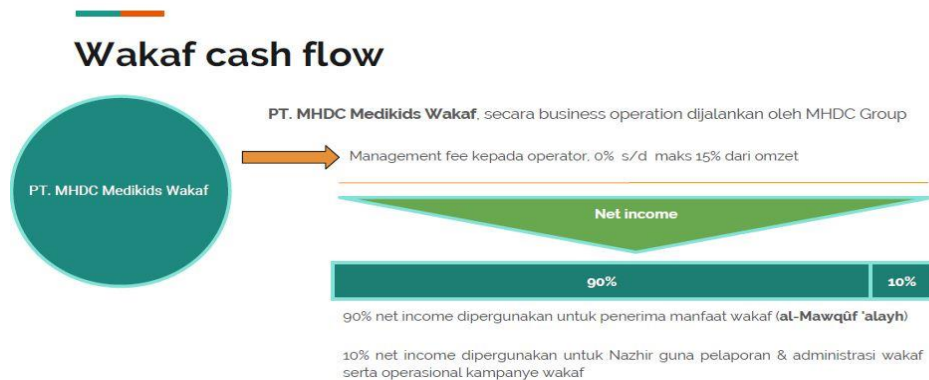 Wakaf cash flow
PT. MHDC Medikids Wakaf, secara business operation dijalankan oleh MHDC Group
Management fee kepada operator, 0% s/d maks 15% dari omzet
PT. MHDC Medikids Wakaf
Net income
90%
10%
90% net income dipergunakan untuk penerima manfaat wakaf (al-Mawqûf 'alayh)
10% net income dipergunakan untuk Nazhir guna pelaporan & administrasi wakaf
serta operasional kampanye wakaf